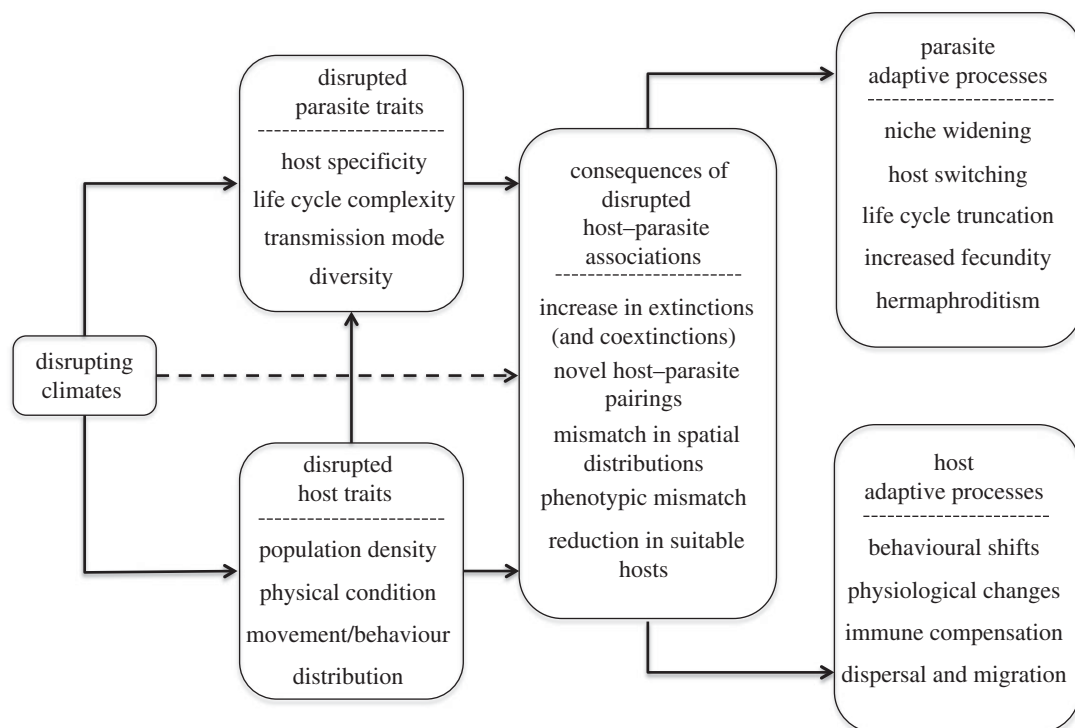 disrupting
climates
disrupted
parasite traits
host specificity
life cycle complexity
transmission mode
diversity
disrupted
host traits
population density
physical condition
movement/behaviour
distribution
consequences of
disrupted
host–parasite
associations
increase in extinctions
(and coextinctions)
novel host–parasite
pairings
mismatch in spatial
distributions
phenotypic mismatch
reduction in suitable
hosts
parasite
adaptive processes
niche widening
host switching
life cycle truncation
increased fecundity
hermaphroditism
host
adaptive processes
behavioural shifts
physiological changes
immune compensation
dispersal and migration